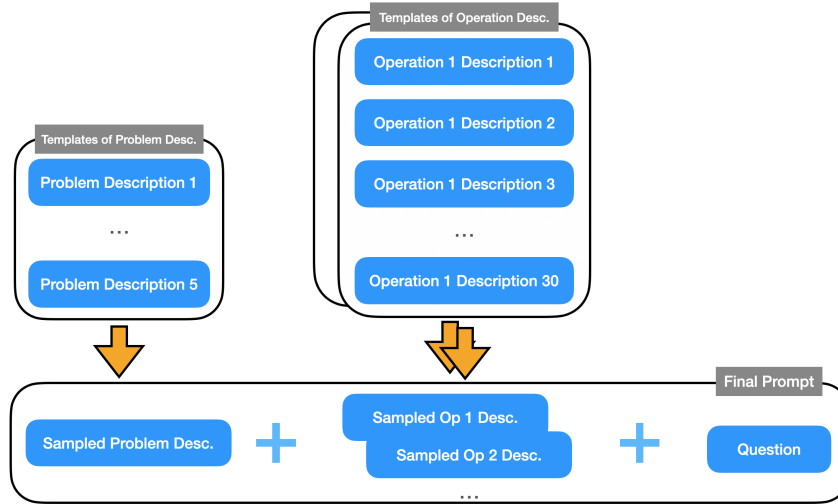 Templates of Operation Desc.
Operation 1 Description 1
Operation 1 Description 2
Operation 1 Description 3
...
Operation 1 Description 30
Templates of Problem Desc.
Problem Description 1
...
Problem Description 5
Final Prompt
Sampled Problem Desc.
+
Sampled Op 1 Desc.
Sampled Op 2 Desc.
...
+
Question